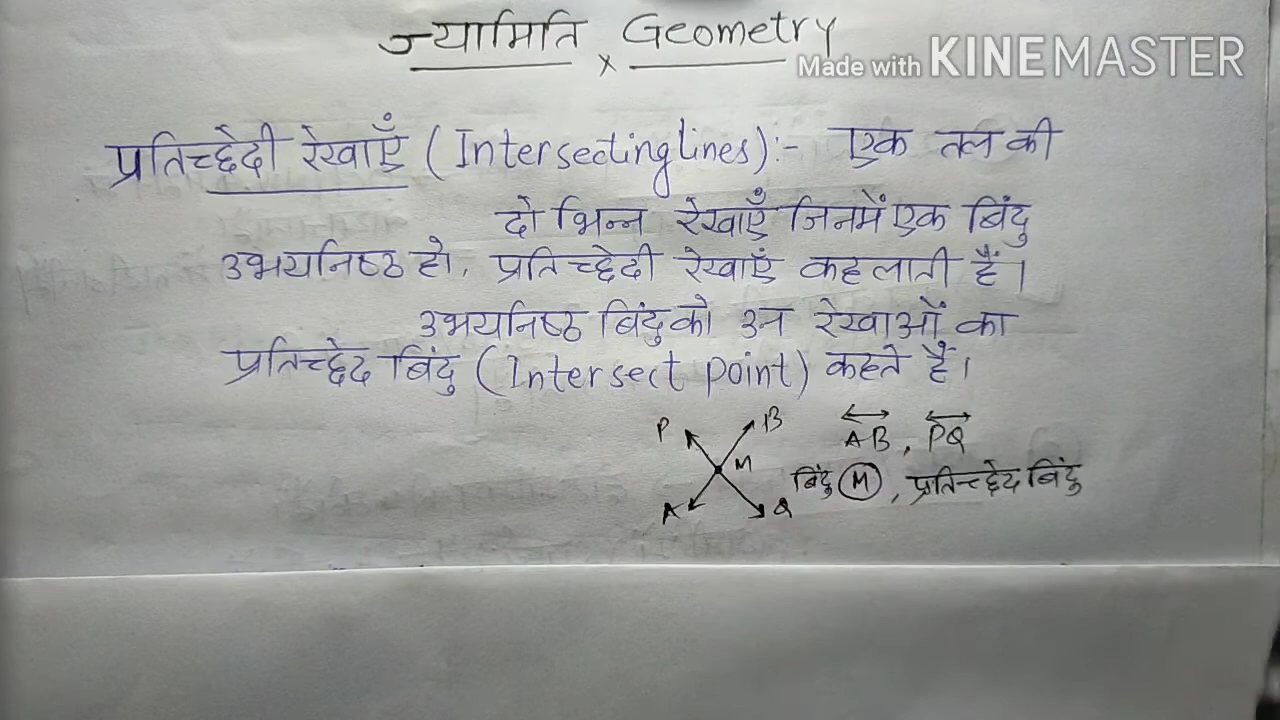 ज्यामिति x Geometry
Made with KINEMASTER
प्रतिच्छेदी रेखाएँ (Intersecting lines):- एक तल की
दो भिन्न रेखाएँ जिनमें एक बिंदु
उभयनिष्ठ हो, प्रतिच्छेदी रेखाएँ कहलाती हैं।
उभयनिष्ठ बिंदु को उन रेखाओं का
प्रतिच्छेद बिंदु (Intersect point) कहते हैं।
P B AB, PQ
M बिंदु M, प्रतिच्छेद बिंदु
A Q